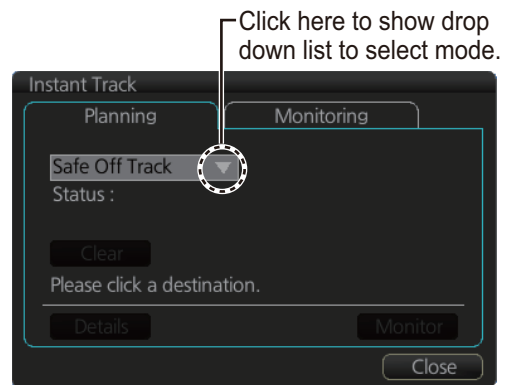 Click here to show drop
down list to select mode.
Instant Track
Planning
Monitoring
Safe Off Track
Status :
Clear
Please click a destination.
Details
Monitor
Close